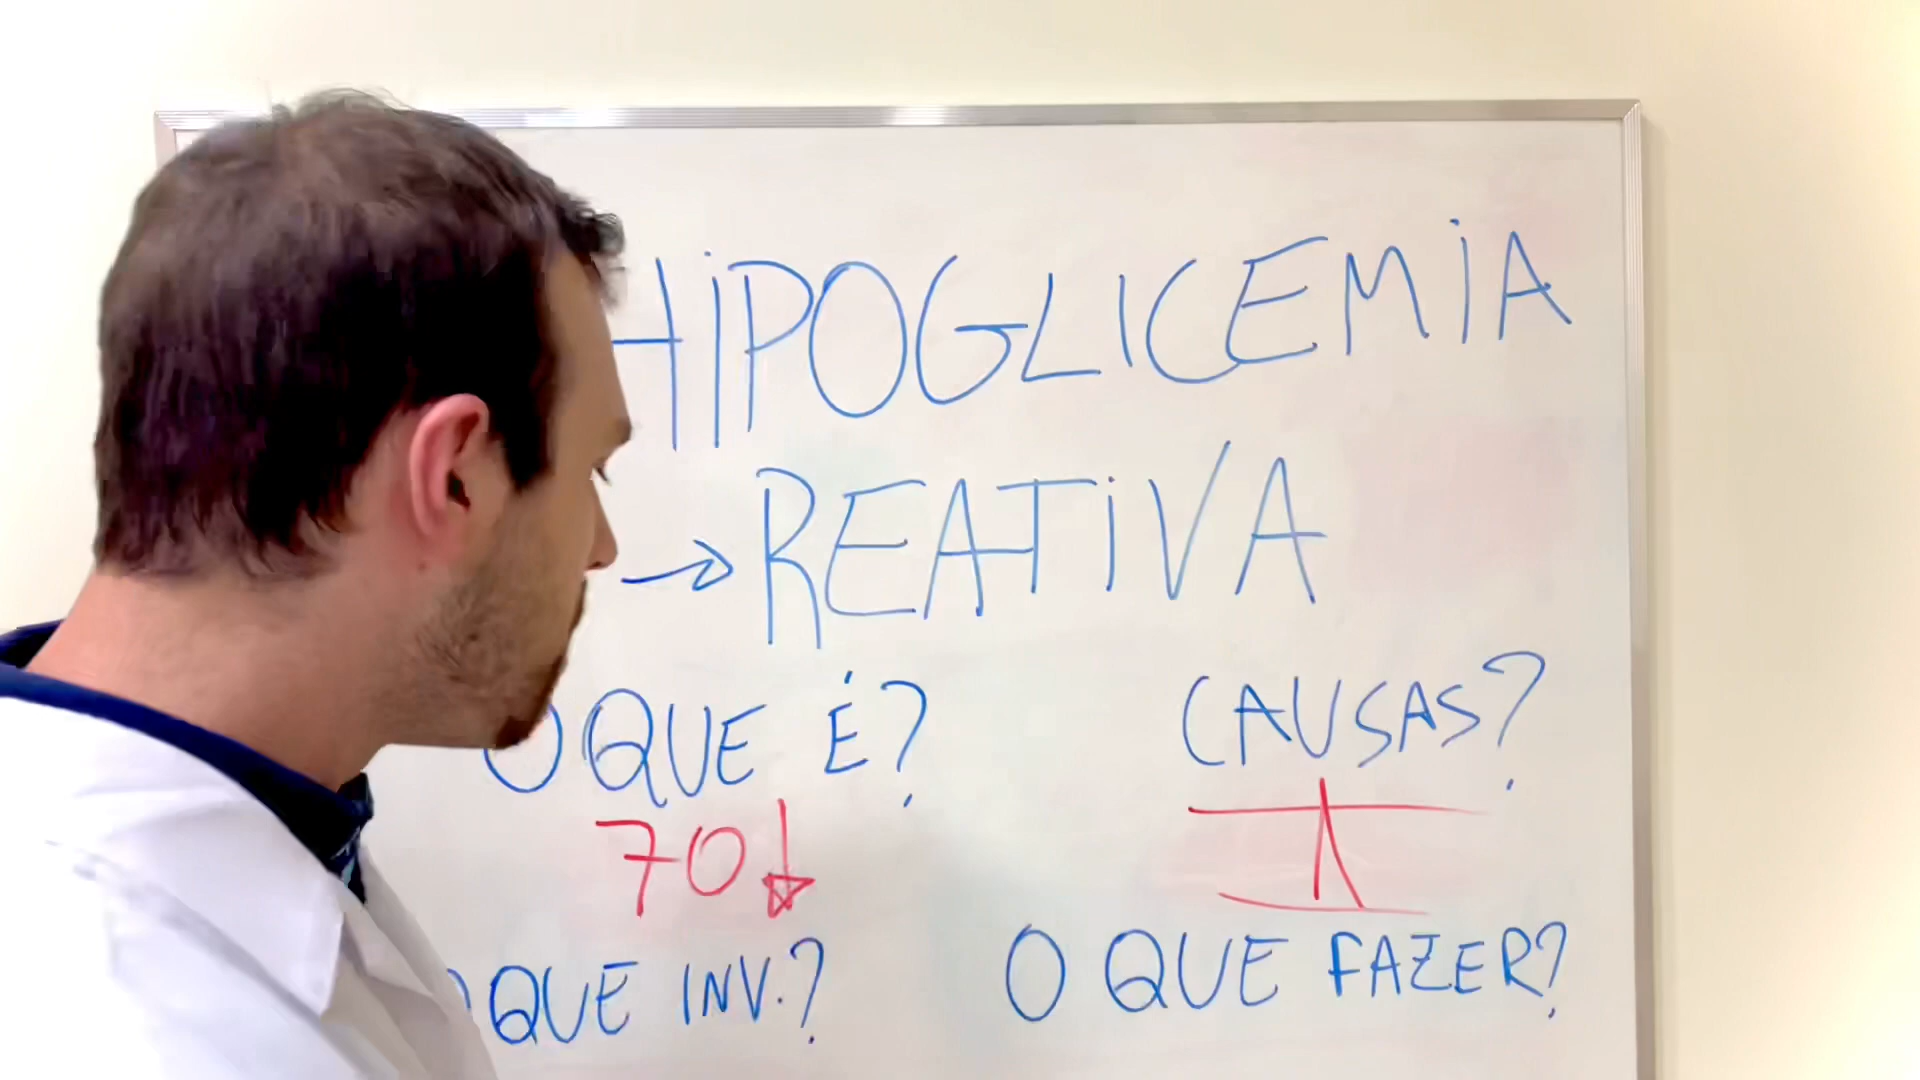 HIPOGLICEMIA
→ REATIVA
O QUE É?
CAUSAS?
70↓
O QUE INV.?
O QUE FAZER?